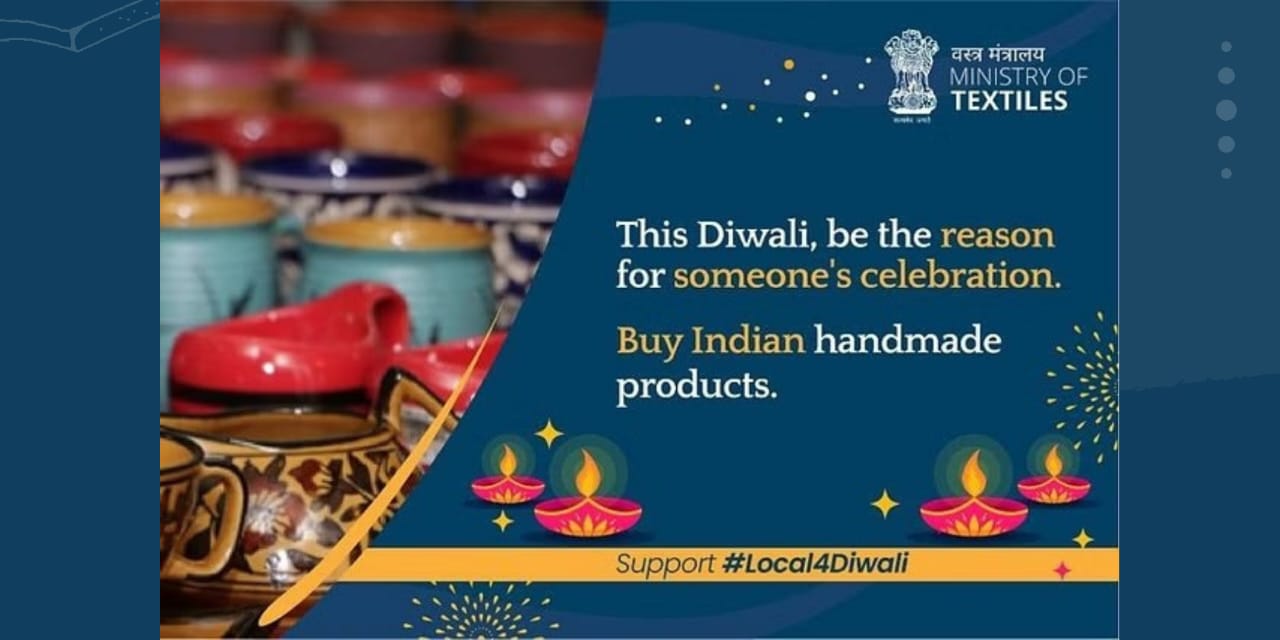 वस्त्र मंत्रालय
MINISTRY OF
TEXTILES
This Diwali, be the reason
for someone's celebration.
Buy Indian handmade
products.
Support #Local4Diwali